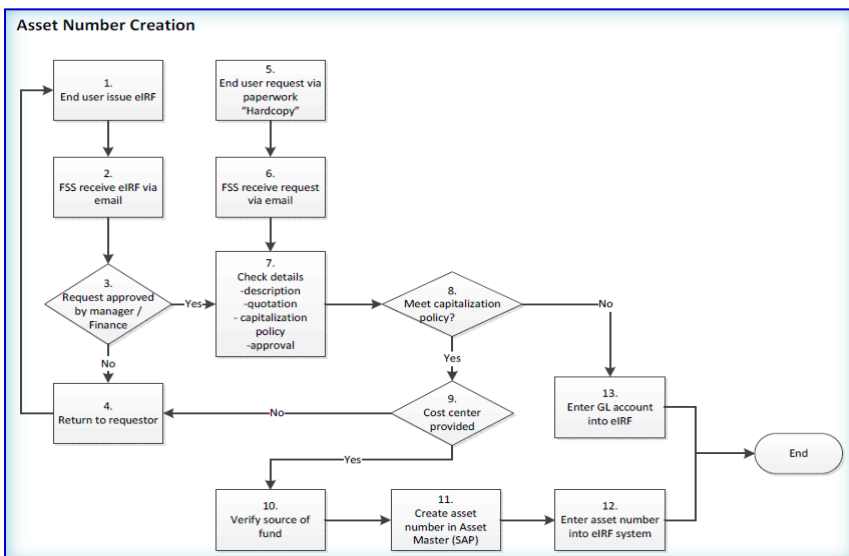 Asset Number Creation
1.
End user issue eIRF
5.
End user request via
paperwork
“Hardcopy”
2.
FSS receive eIRF via
email
6.
FSS receive request
via email
3.
Request approved
by manager /
Finance
Yes
7.
Check details
-description
-quotation
- capitalization
policy
-approval
8.
Meet capitalization
policy?
No
No
Yes
4.
Return to requestor
No
9.
Cost center
provided
13.
Enter GL account
into eIRF
End
Yes
10.
Verify source of
fund
11.
Create asset
number in Asset
Master (SAP)
12.
Enter asset number
into eIRF system